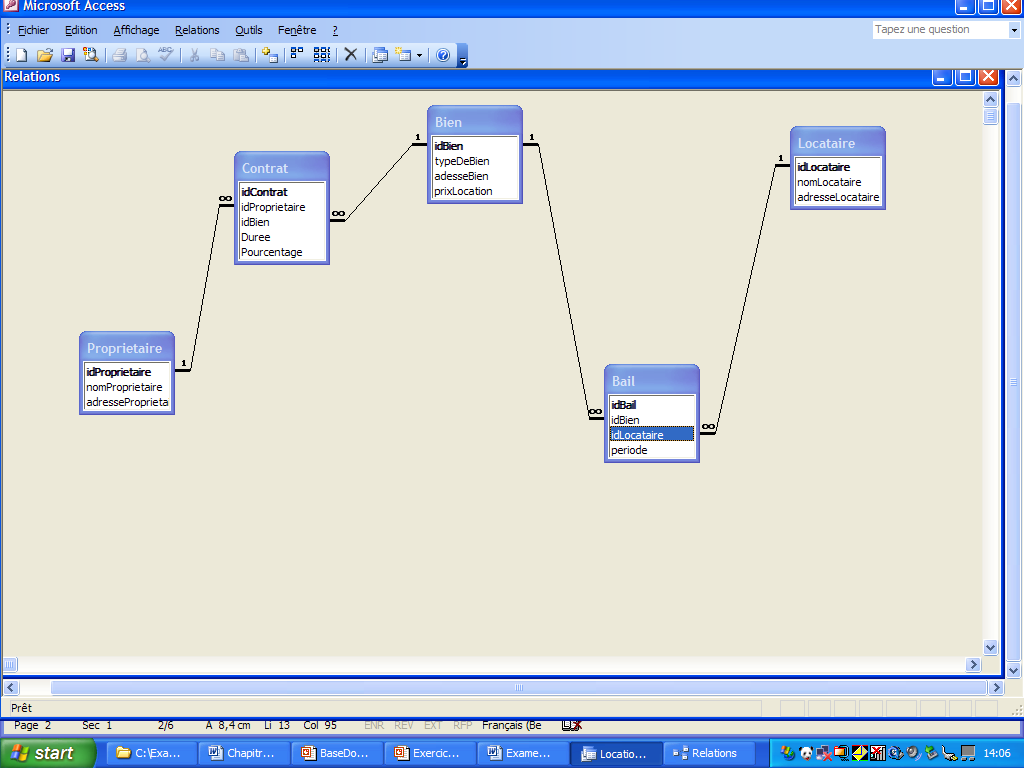 Microsoft Access
Fichier Edition Affichage Relations Outils Fenêtre ?
Tapez une question
Relations
Bien
idBien
typeDeBien
adesseBien
prixLocation
1
1
Locataire
idLocataire
nomLocataire
adresseLocataire
1
Contrat
idContrat
idProprietaire
idBien
Duree
Pourcentage
∞
∞
Proprietaire
idProprietaire
nomProprietaire
adresseProprieta
1
Bail
idBail
idBien
idLocataire
periode
∞
∞
Prêt
Page 2 Sec 1 2/6 A 8,4 cm Li 13 Col 95 ENR REV EXT RFP Français (Be
start C:\Exa... Chapitr... BaseDo... Exercic... Exame... Locatio... Relations 14:06